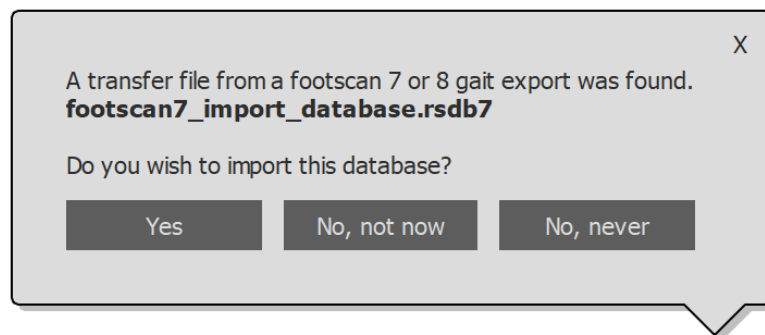 X
A transfer file from a footscan 7 or 8 gait export was found.
footscan7_import_database.rsdb7
Do you wish to import this database?
Yes
No, not now
No, never